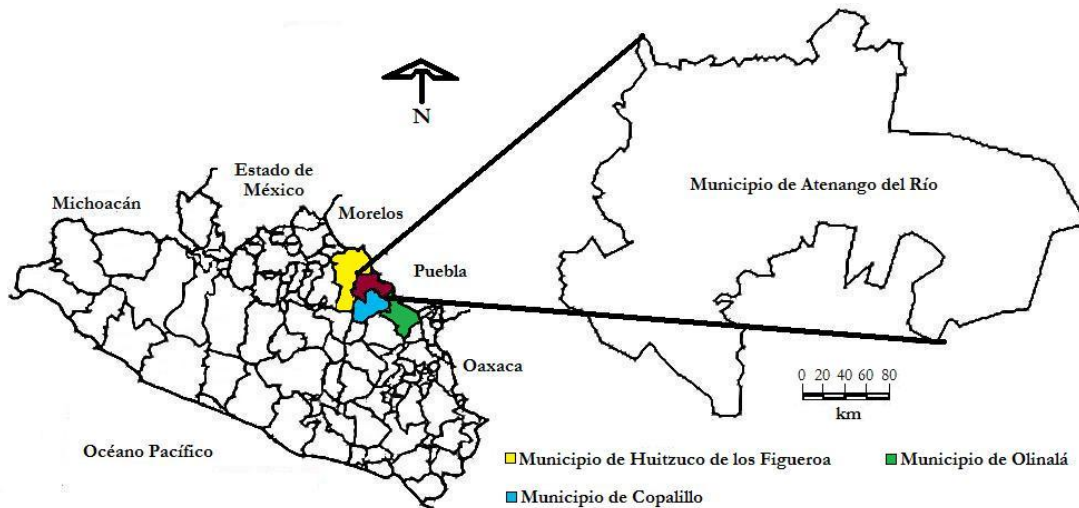 N
Estado de
México
Michoacán
Morelos
Municipio de Atenango del Río
Puebla
Oaxaca
0 20 40 60 80
km
Océano Pacífico
Municipio de Huitzuco de los Figueroa
Municipio de Olinalá
Municipio de Copalillo